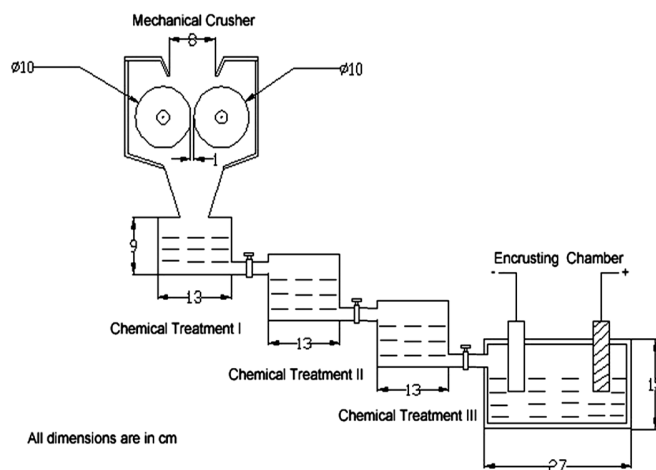 Mechanical Crusher
8
ø10
ø10
1
9
Encrusting Chamber
- +
13
Chemical Treatment I
13
Chemical Treatment II
13
Chemical Treatment III
All dimensions are in cm
27